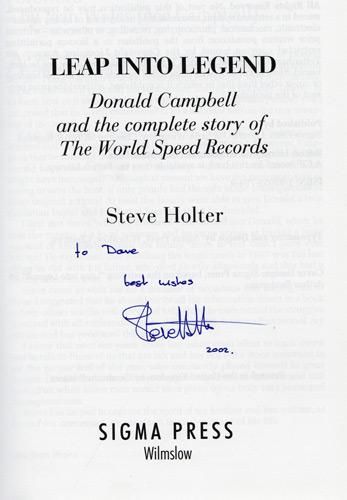 LEAP INTO LEGEND
Donald Campbell
and the complete story of
The World Speed Records
Steve Holter
to Dave
best wishes
2002.
SIGMA PRESS
Wilmslow